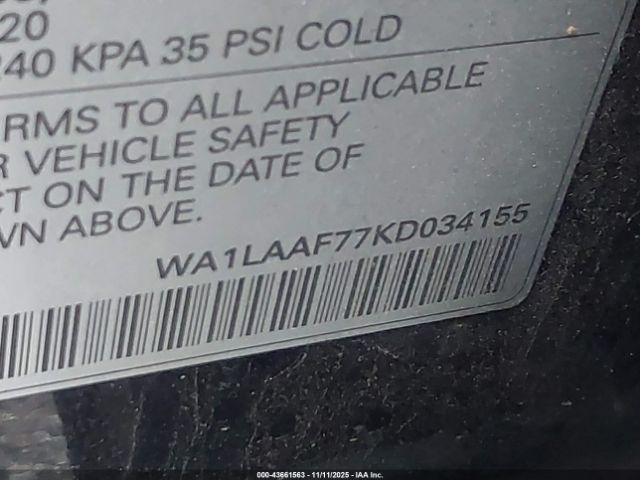 20
240 KPA 35 PSI COLD
RMS TO ALL APPLICABLE
R VEHICLE SAFETY
CT ON THE DATE OF
WN ABOVE.
WA1LAAF77KD034155
000-43661563 - 11/11/2025 - IAA Inc.